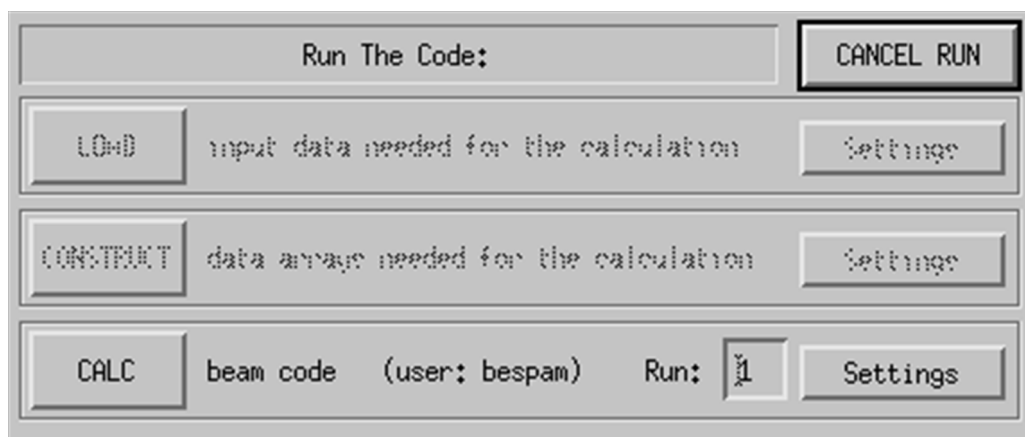 Run The Code: CANCEL RUN
LOAD input data needed for the calculation Settings
CONSTRUCT data arrays needed for the calculation Settings
CALC beam code (user: bespam) Run: 1 Settings